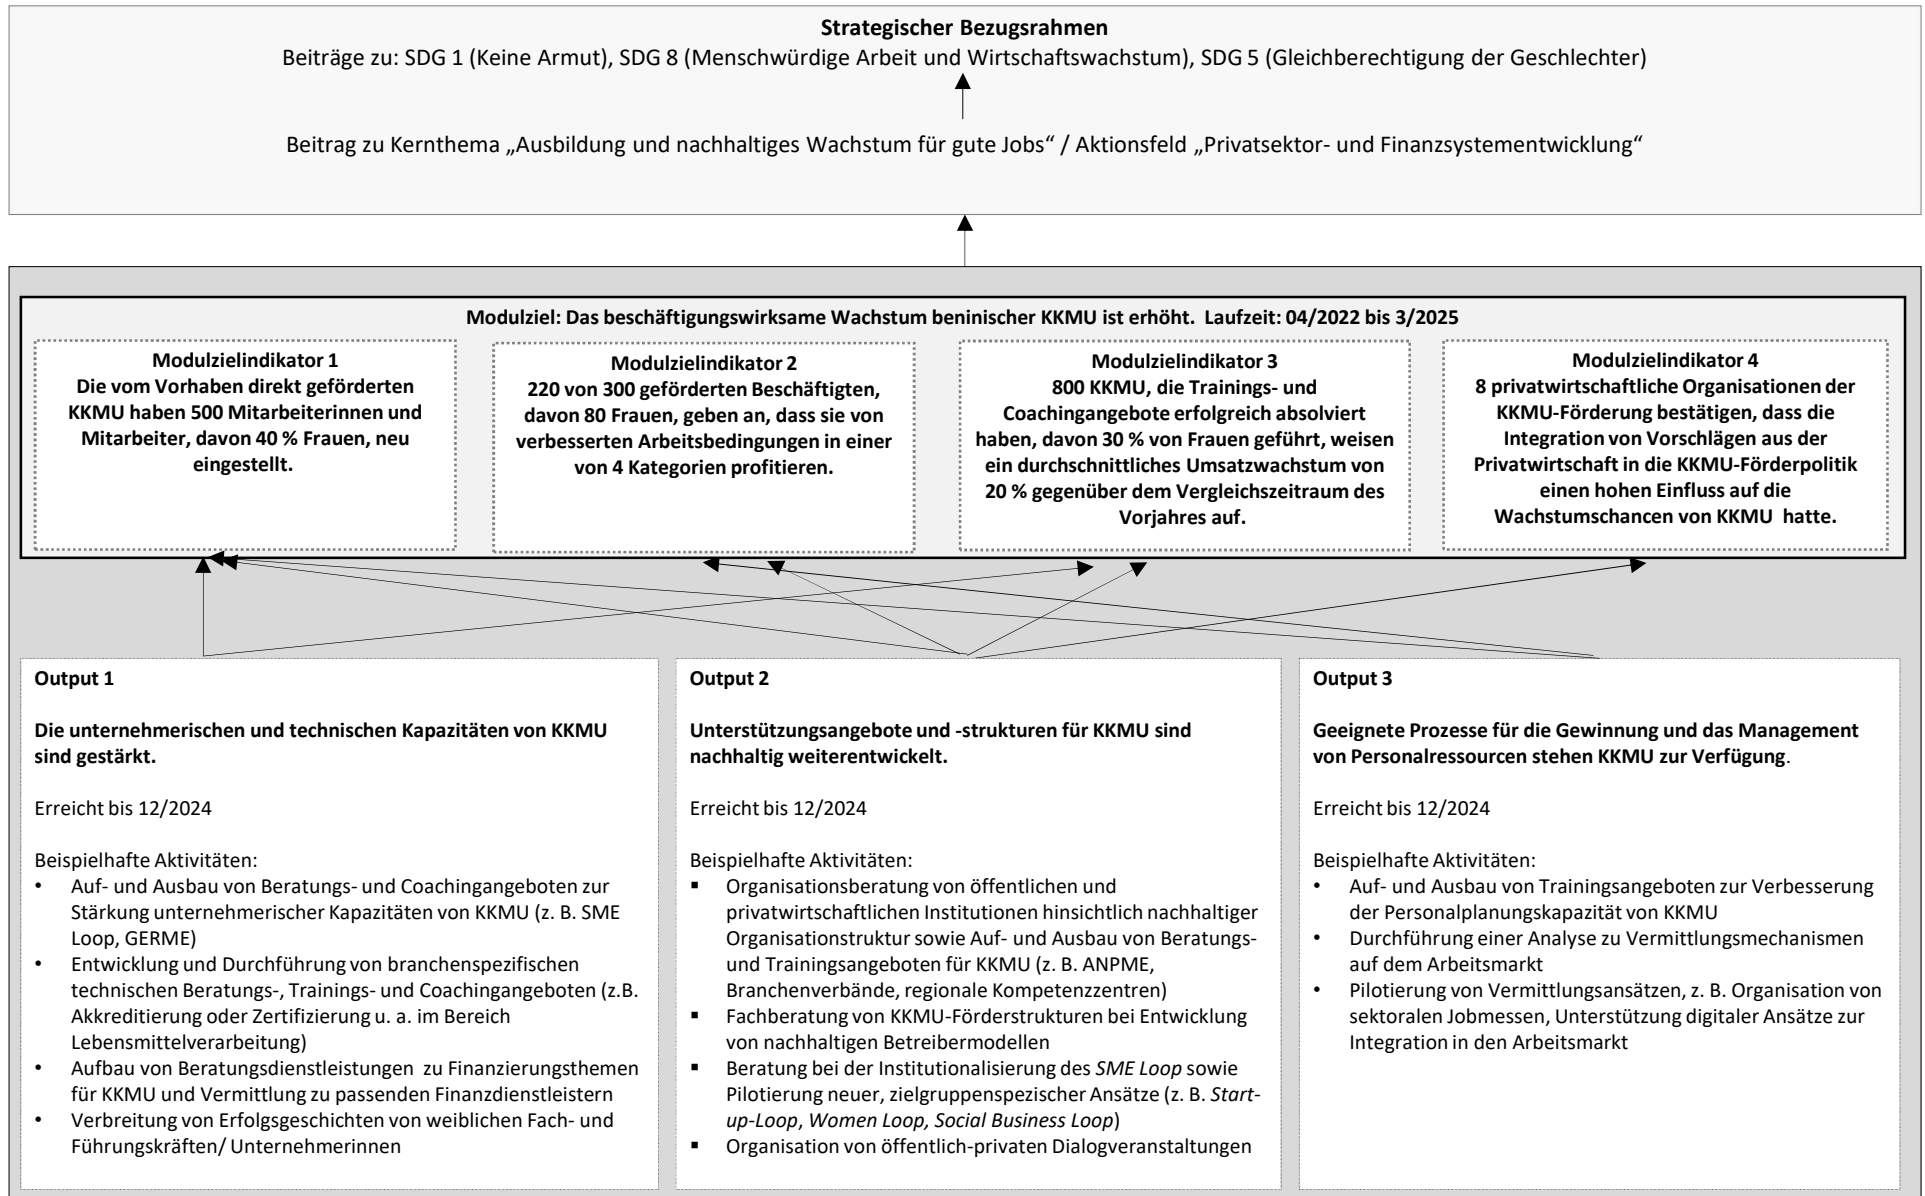 Strategischer Bezugsrahmen
Beiträge zu: SDG 1 (Keine Armut), SDG 8 (Menschwürdige Arbeit und Wirtschaftswachstum), SDG 5 (Gleichberechtigung der Geschlechter)
Beitrag zu Kernthema „Ausbildung und nachhaltiges Wachstum für gute Jobs“ / Aktionsfeld „Privatsektor- und Finanzsystementwicklung“
Modulziel: Das beschäftigungswirksame Wachstum beninischer KKMU ist erhöht. Laufzeit: 04/2022 bis 3/2025
Modulzielindikator 1
Die vom Vorhaben direkt geförderten
KKMU haben 500 Mitarbeiterinnen und
Mitarbeiter, davon 40 % Frauen, neu
eingestellt.
Modulzielindikator 2
220 von 300 geförderten Beschäftigten,
davon 80 Frauen, geben an, dass sie von
verbesserten Arbeitsbedingungen in einer
von 4 Kategorien profitieren.
Modulzielindikator 3
800 KKMU, die Trainings- und
Coachingangebote erfolgreich absolviert
haben, davon 30 % von Frauen geführt, weisen
ein durchschnittliches Umsatzwachstum von
20 % gegenüber dem Vergleichszeitraum des
Vorjahres auf.
Modulzielindikator 4
8 privatwirtschaftliche Organisationen der
KKMU-Förderung bestätigen, dass die
Integration von Vorschlägen aus der
Privatwirtschaft in die KKMU-Förderpolitik
einen hohen Einfluss auf die
Wachstumschancen von KKMU hatte.
Output 1
Die unternehmerischen und technischen Kapazitäten von KKMU
sind gestärkt.
Erreicht bis 12/2024
Beispielhafte Aktivitäten:
• Auf- und Ausbau von Beratungs- und Coachingangeboten zur
Stärkung unternehmerischer Kapazitäten von KKMU (z. B. SME
Loop, GERME)
• Entwicklung und Durchführung von branchenspezifischen
technischen Beratungs-, Trainings- und Coachingangeboten (z.B.
Akkreditierung oder Zertifizierung u. a. im Bereich
Lebensmittelverarbeitung)
• Aufbau von Beratungsdienstleistungen zu Finanzierungsthemen
für KKMU und Vermittlung zu passenden Finanzdienstleistern
• Verbreitung von Erfolgsgeschichten von weiblichen Fach- und
Führungskräften/ Unternehmerinnen
Output 2
Unterstützungsangebote und -strukturen für KKMU sind
nachhaltig weiterentwickelt.
Erreicht bis 12/2024
Beispielhafte Aktivitäten:
▪ Organisationsberatung von öffentlichen und
privatwirtschaftlichen Institutionen hinsichtlich nachhaltiger
Organisationstruktur sowie Auf- und Ausbau von Beratungs-
und Trainingsangeboten für KKMU (z. B. ANPME,
Branchenverbände, regionale Kompetenzzentren)
▪ Fachberatung von KKMU-Förderstrukturen bei Entwicklung
von nachhaltigen Betreibermodellen
▪ Beratung bei der Institutionalisierung des SME Loop sowie
Pilotierung neuer, zielgruppenspezischer Ansätze (z. B. Start-
up-Loop, Women Loop, Social Business Loop)
▪ Organisation von öffentlich-privaten Dialogveranstaltungen
Output 3
Geeignete Prozesse für die Gewinnung und das Management
von Personalressourcen stehen KKMU zur Verfügung.
Erreicht bis 12/2024
Beispielhafte Aktivitäten:
• Auf- und Ausbau von Trainingsangeboten zur Verbesserung
der Personalplanungskapazität von KKMU
• Durchführung einer Analyse zu Vermittlungsmechanismen
auf dem Arbeitsmarkt
• Pilotierung von Vermittlungsansätzen, z. B. Organisation von
sektoralen Jobmessen, Unterstützung digitaler Ansätze zur
Integration in den Arbeitsmarkt